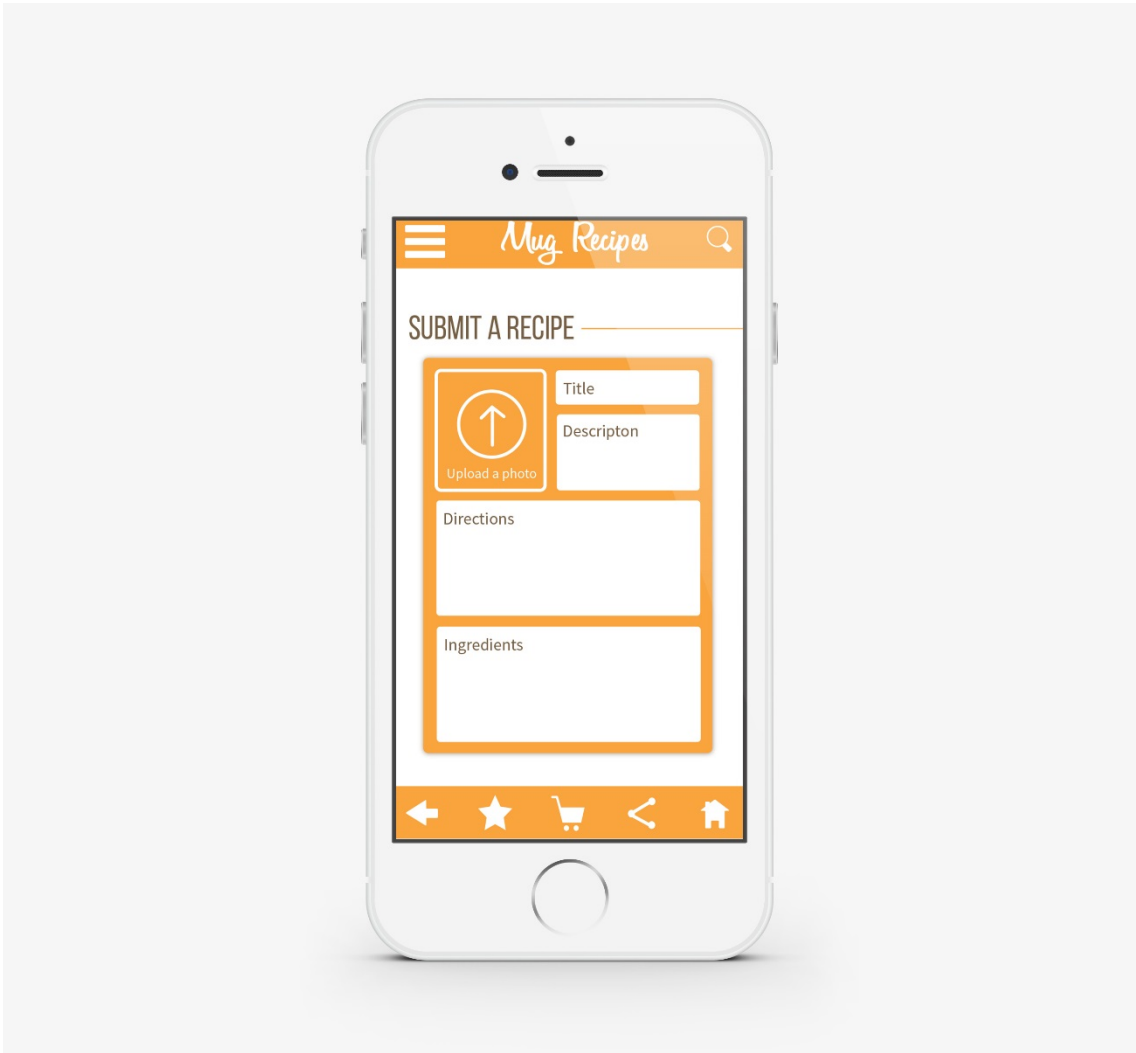 Mug Recipes
SUBMIT A RECIPE
Title
Descripton
Upload a photo
Directions
Ingredients